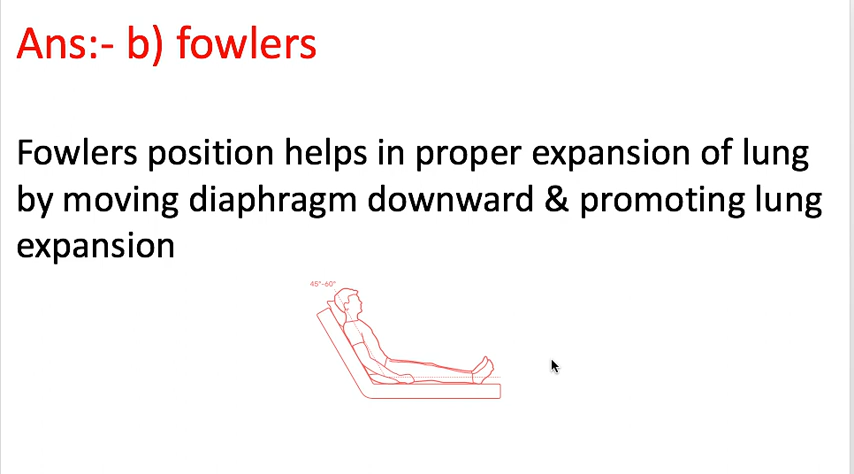 Ans:- b) fowlers
Fowlers position helps in proper expansion of lung
by moving diaphragm downward & promoting lung
expansion
45°-60°